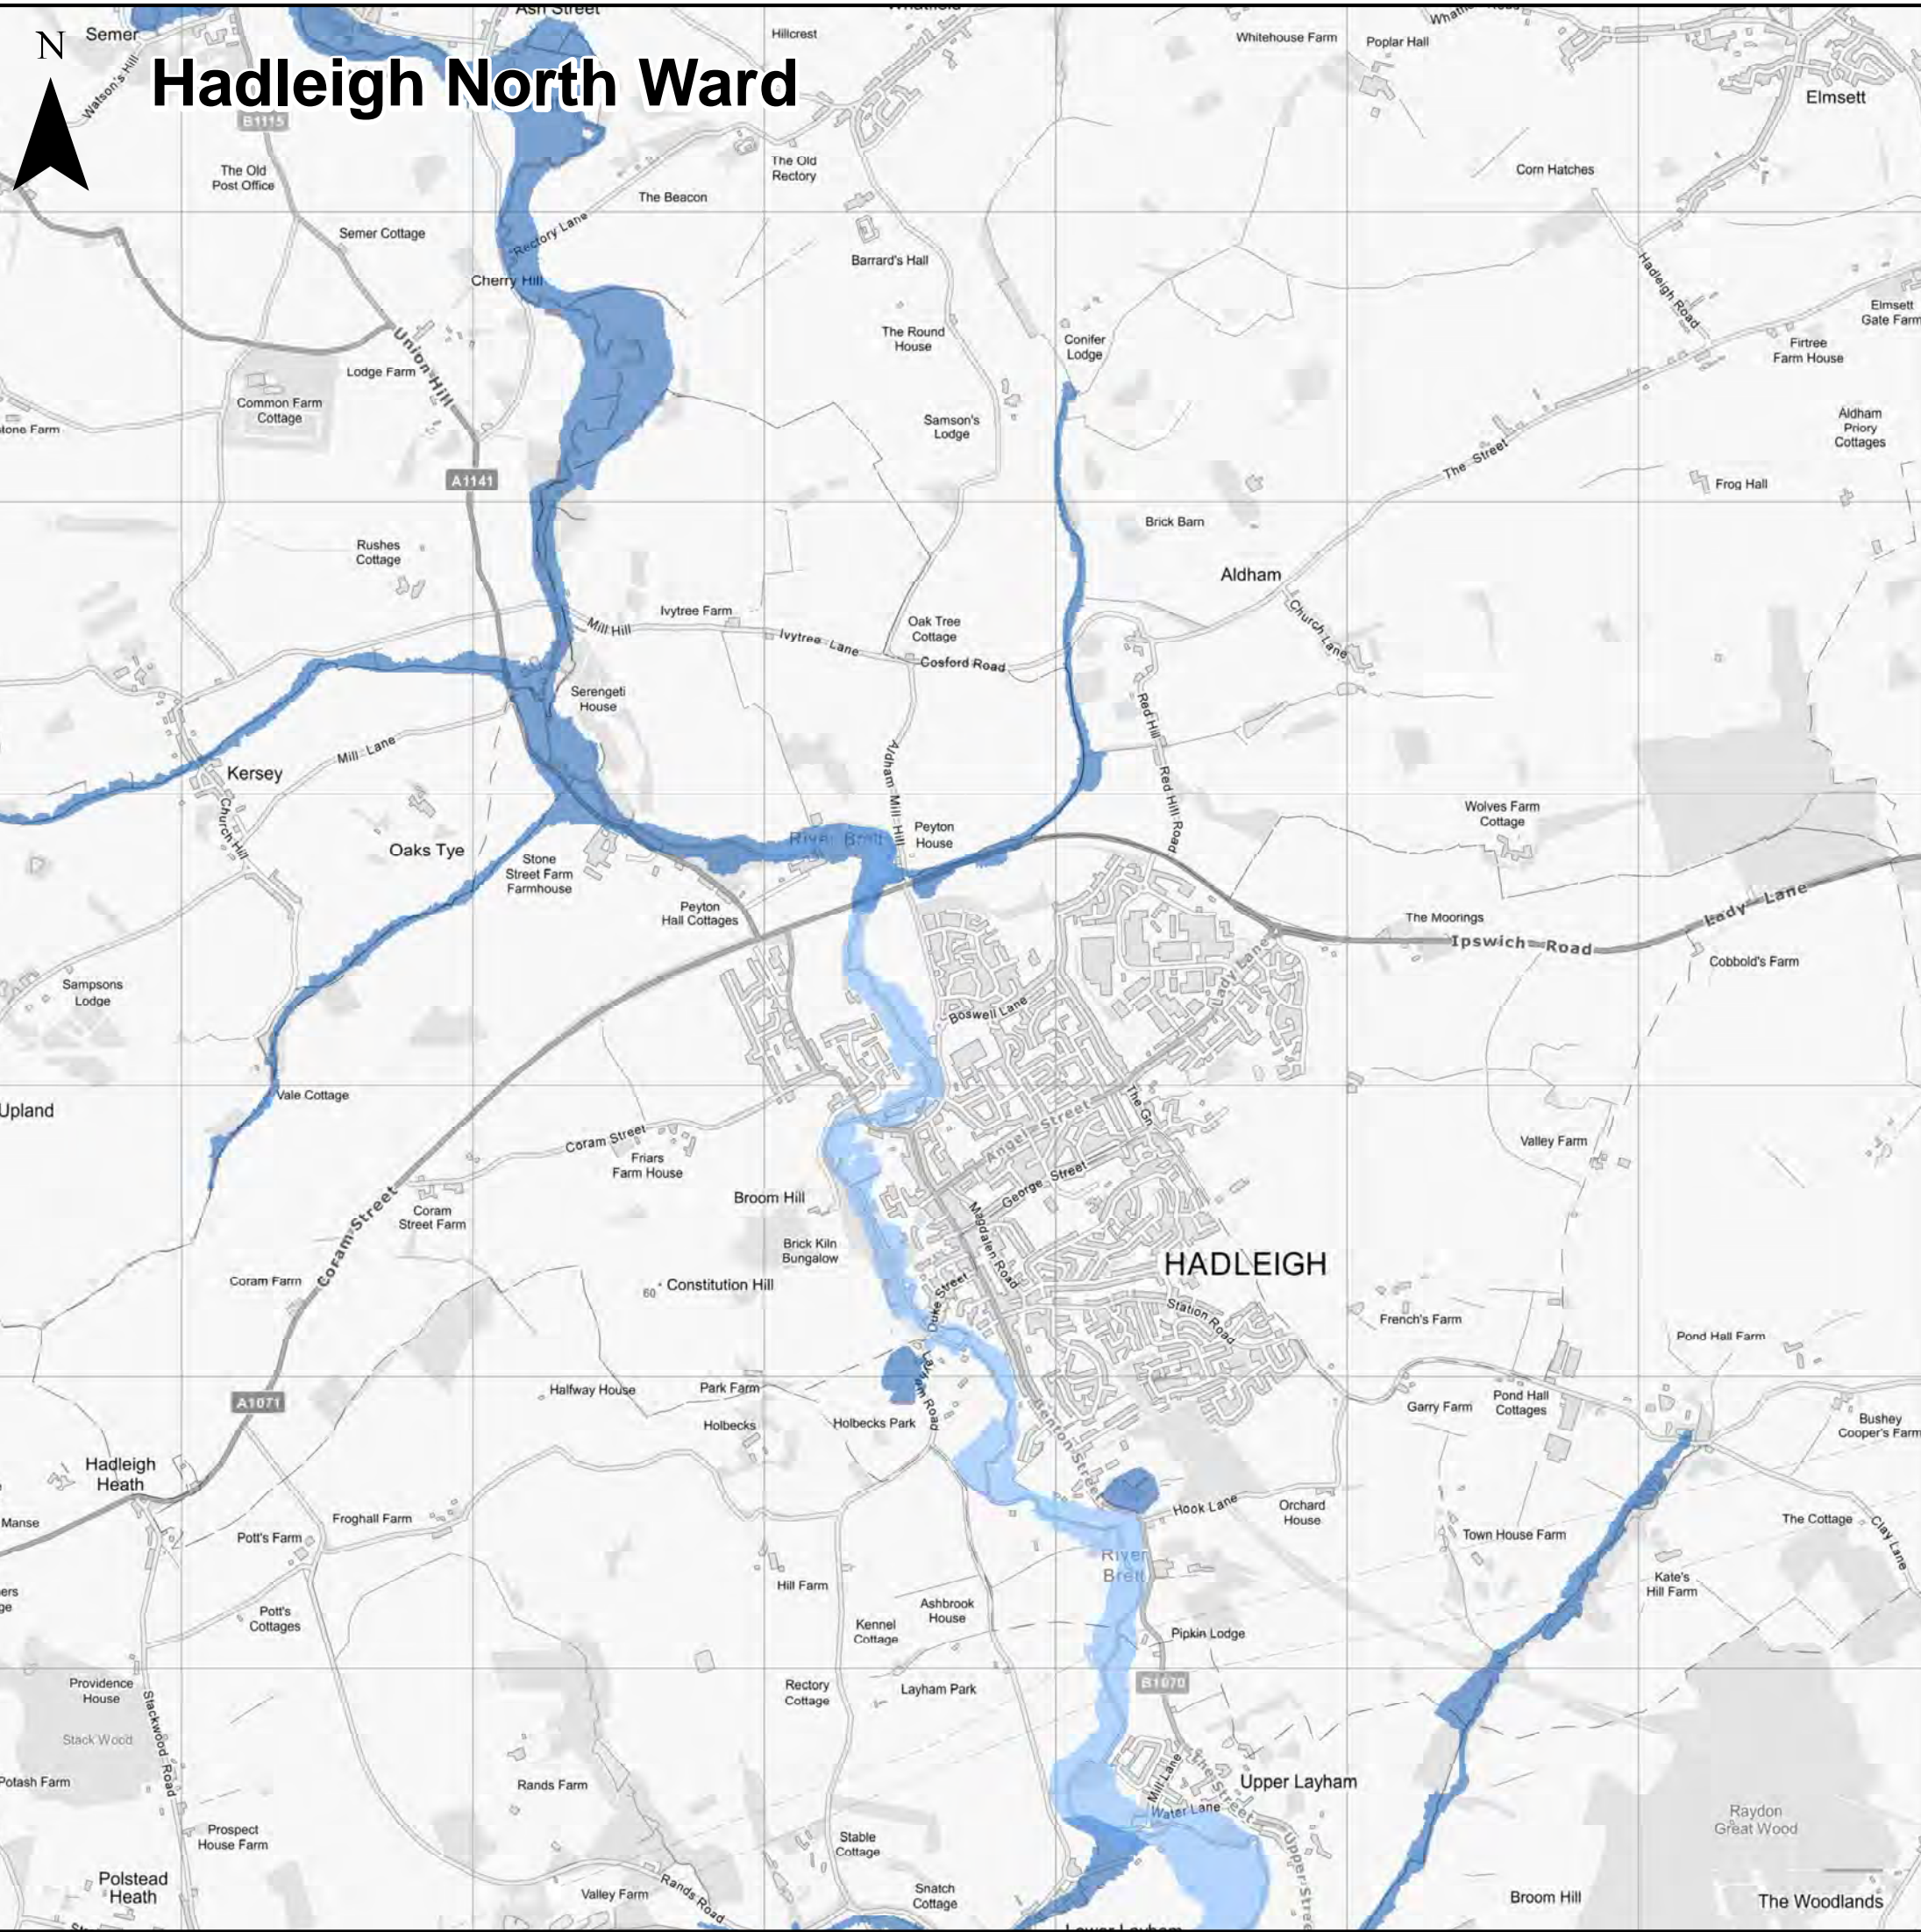 Ash Street
Semer
N
Hillcrest
Whitehouse Farm
Poplar Hall
Watson's Hill
Hadleigh North Ward
Elmsett
B1115
The Old
Post Office
The Old
Rectory
Corn Hatches
The Beacon
Rectory Lane
Semer Cottage
Barrard's Hall
Cherry Hill
Hadleigh Road
Elmsett
Gate Farm
The Round
House
Conifer
Lodge
Firtree
Farm House
Union Hill
Lodge Farm
Common Farm
Cottage
Samson's
Lodge
Aldham
Priory
Cottages
tone Farm
The Street
A1141
Frog Hall
Brick Barn
Rushes
Cottage
Aldham
Ivytree Farm
Mill Hill
Ivytree Lane
Oak Tree
Cottage
Church Lane
Cosford Road
Serengeti
House
Red Hill
Mill Lane
Kersey
Aldham Mill Hill
Red Hill Road
Wolves Farm
Cottage
Church Hill
River Brett
Peyton
House
Oaks Tye
Stone
Street Farm
Farmhouse
Lady Lane
Peyton
Hall Cottages
The Moorings
Ipswich Road
Cobbold's Farm
Lady Lane
Sampsons
Lodge
Boswell Lane
Vale Cottage
Upland
The Gn
Angel Street
Coram Street
Valley Farm
Friars
Farm House
George Street
Broom Hill
Coram Street
Coram
Street Farm
Magdalen Road
Brick Kiln
Bungalow
HADLEIGH
Coram Farm
60
Constitution Hill
Duke Street
Station Road
French's Farm
Pond Hall Farm
Layham Road
Halfway House
Park Farm
A1071
Pond Hall
Cottages
Garry Farm
Holbecks
Holbecks Park
Benton Street
Bushey
Cooper's Farm
Hadleigh
Heath
Hook Lane
Orchard
House
Manse
Froghall Farm
Pott's Farm
The Cottage
Clay Lane
Town House Farm
River
Brett
Kate's
Hill Farm
Hill Farm
ers
ge
Pott's
Cottages
Ashbrook
House
Kennel
Cottage
Pipkin Lodge
Providence
House
Rectory
Cottage
Layham Park
B1070
Stackwood Road
Stack Wood
Potash Farm
Rands Farm
Mill Lane
The Street
Upper Layham
Water Lane
Raydon
Great Wood
Prospect
House Farm
Stable
Cottage
Upper Stree
Polstead
Heath
Valley Farm
Rands Road
Snatch
Cottage
Broom Hill
The Woodlands
Lower Layham